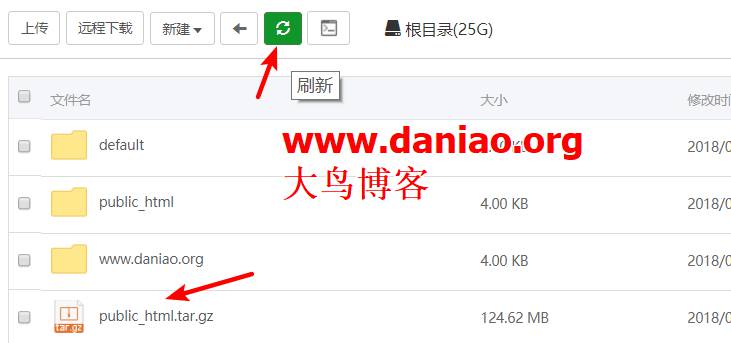 上传 远程下载 新建 根目录(25G)
刷新
文件名 大小 修改时间
default
www.daniao.org
大鸟博客
2018/0
public_html 4.00 KB 2018/0
www.daniao.org 4.00 KB 2018/0
public_html.tar.gz 124.62 MB 2018/0
tar.gz